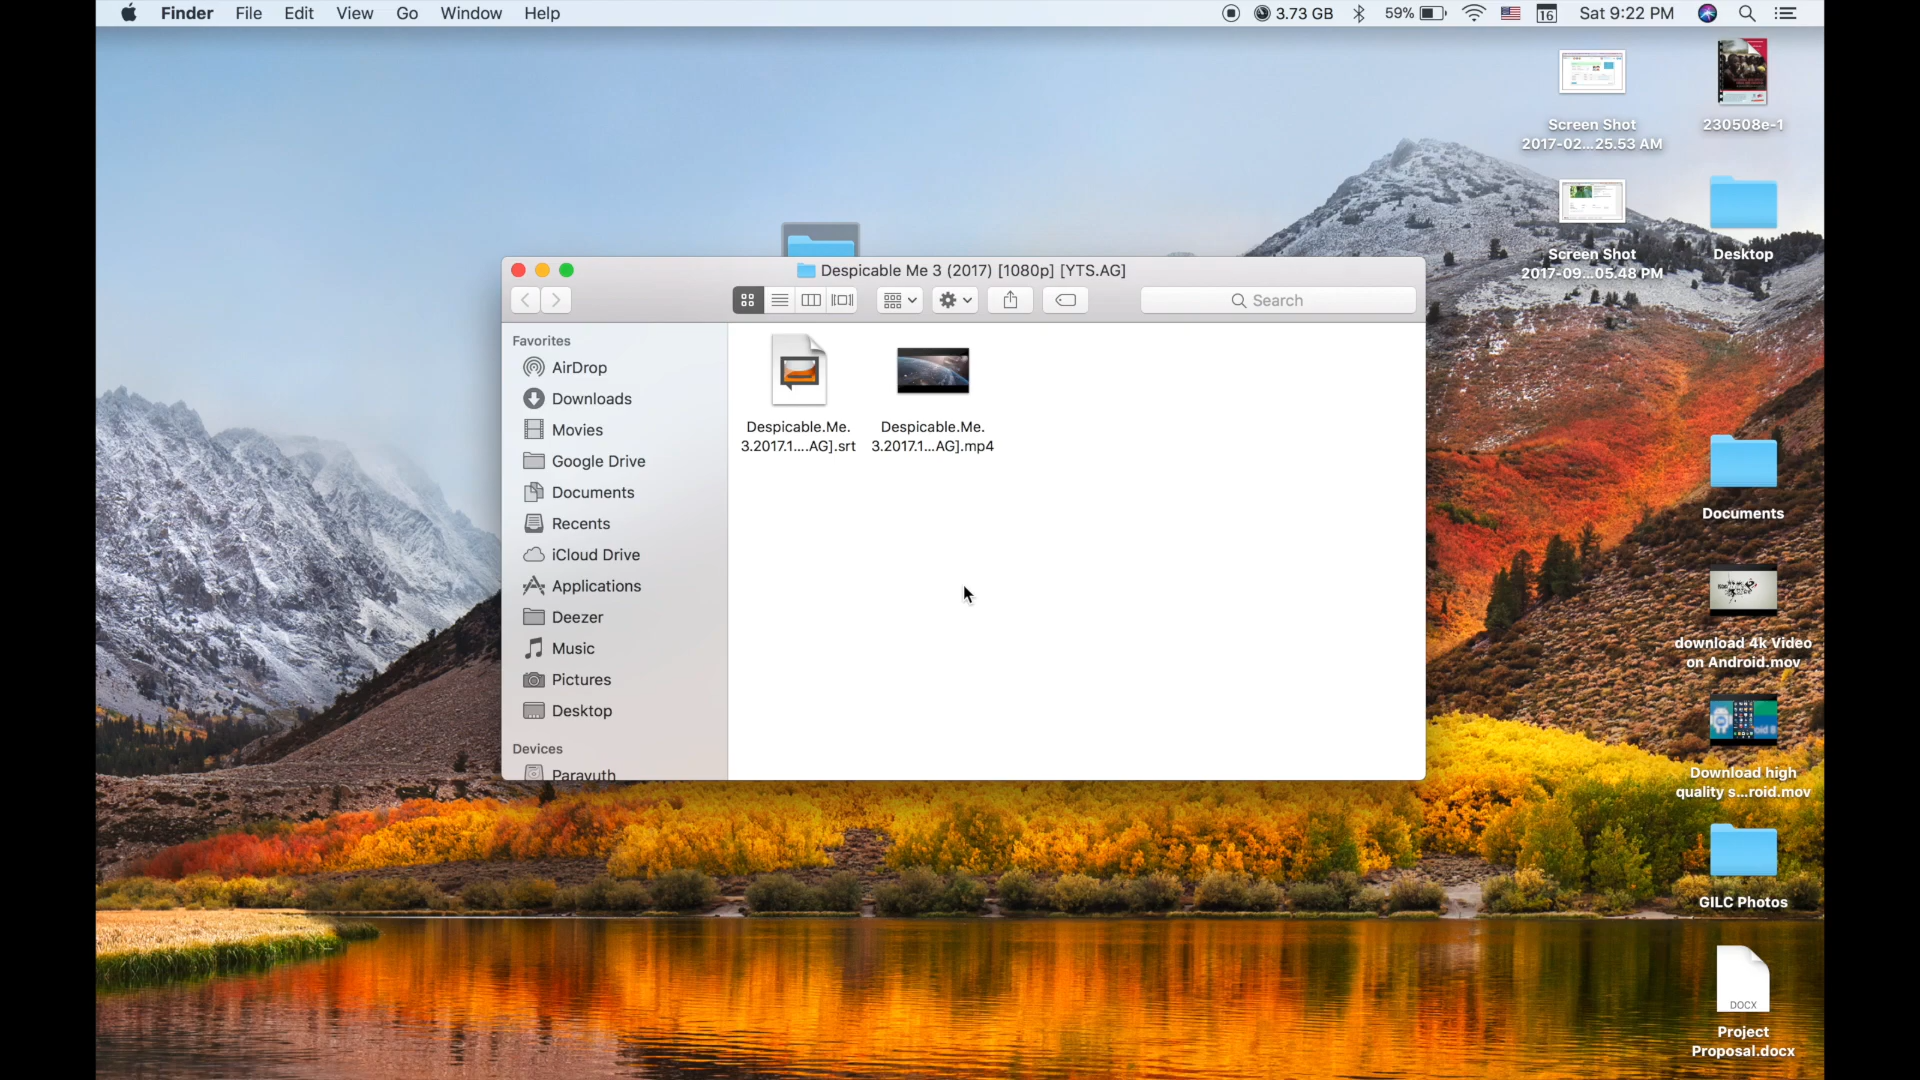 Finder File Edit View Go Window Help
3.73 GB 59% 16 Sat 9:22 PM
Screen Shot
2017-02...25.53 AM
230508e-1
Screen Shot
2017-09...05.48 PM
Desktop
Despicable Me 3 (2017) [1080p] [YTS.AG]
Search
Favorites
AirDrop
Downloads
Movies
Google Drive
Documents
Recents
iCloud Drive
Applications
Deezer
Music
Pictures
Desktop
Devices
Parayuth
Despicable.Me.
3.2017.1....AG].srt
Despicable.Me.
3.2017.1...AG].mp4
Documents
download 4k Video
on Android.mov
Download high
quality s...roid.mov
GILC Photos
DOCX
Project
Proposal.docx